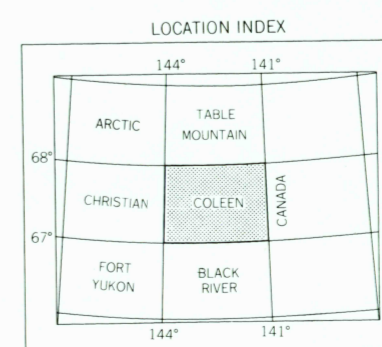 LOCATION INDEX
144° 141°
ARCTIC
TABLE
MOUNTAIN
68°
CHRISTIAN
COLEEN
CANADA
67°
FORT
YUKON
BLACK
RIVER
144° 141°